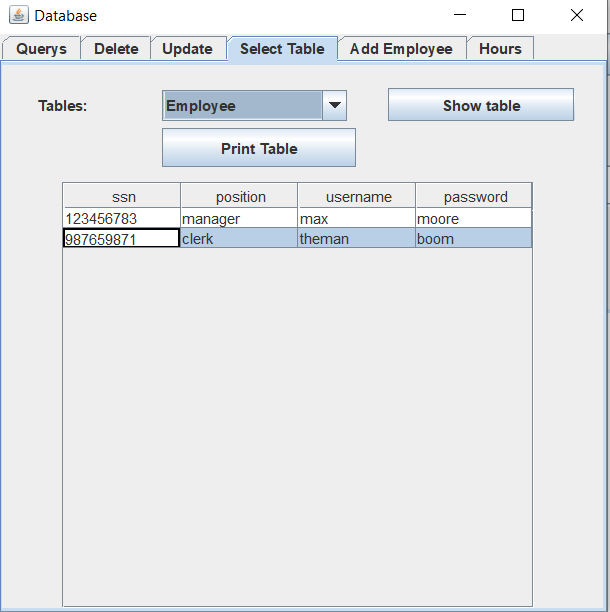 Database
Querys Delete Update Select Table Add Employee Hours
Tables: Employee Show table
Print Table
ssn position username password
123456783 manager max moore
987659871 clerk theman boom